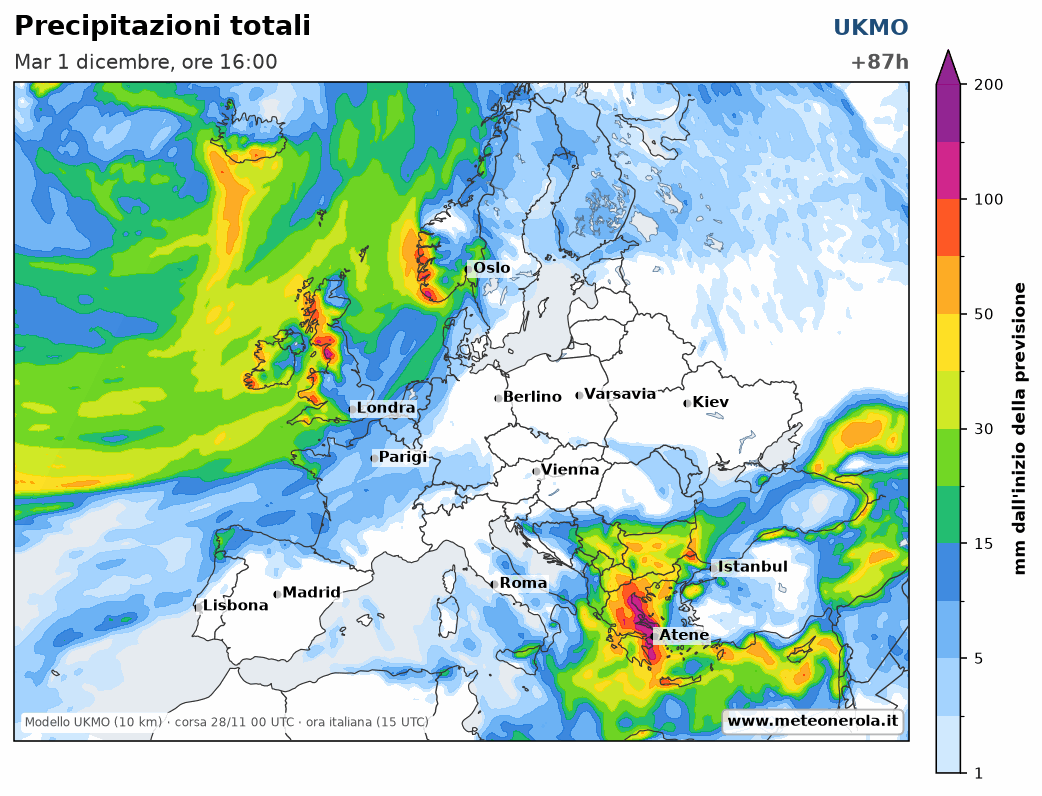 Precipitazioni totali
UKMO
Mar 1 dicembre, ore 16:00
+87h
200
100
50
30
15
5
1
mm dall'inizio della previsione
Oslo
Londra
Berlino
Varsavia
Kiev
Parigi
Vienna
Istanbul
Roma
Madrid
Lisbona
Atene
Modello UKMO (10 km) · corsa 28/11 00 UTC · ora italiana (15 UTC)
www.meteonerola.it